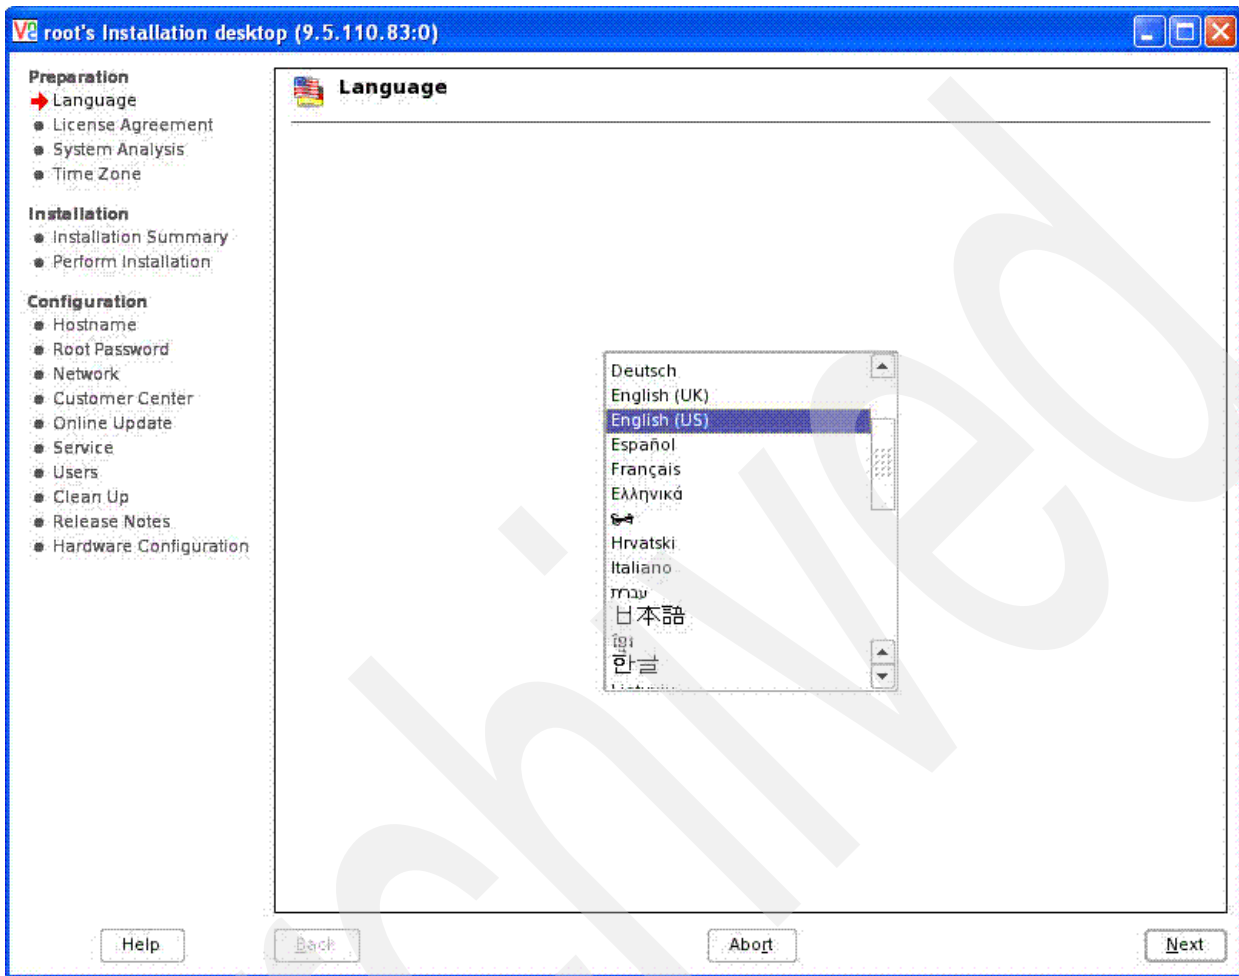 root's Installation desktop (9.5.110.83:0)
Preparation
Language
License Agreement
System Analysis
Time Zone
Installation
Installation Summary
Perform Installation
Configuration
Hostname
Root Password
Network
Customer Center
Online Update
Service
Users
Clean Up
Release Notes
Hardware Configuration
Language
Deutsch
English (UK)
English (US)
Español
Français
Ελληνικά
Hrvatski
Italiano
עברית
日本語
한글
Help
Back
Abort
Next